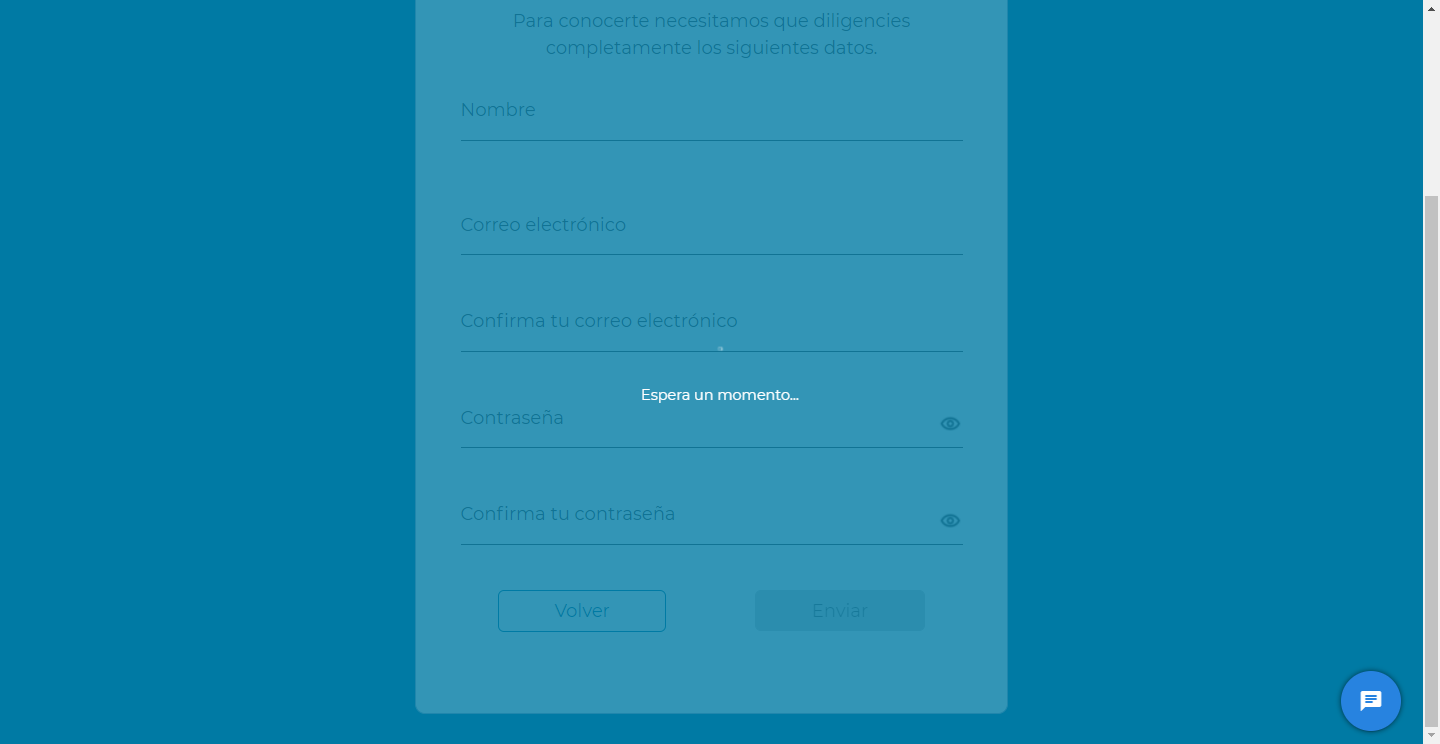 Para conocerte necesitamos que diligencies
completamente los siguientes datos.
Nombre
Correo electrónico
Confirma tu correo electrónico
Espera un momento...
Contraseña
Confirma tu contraseña
Volver
Enviar